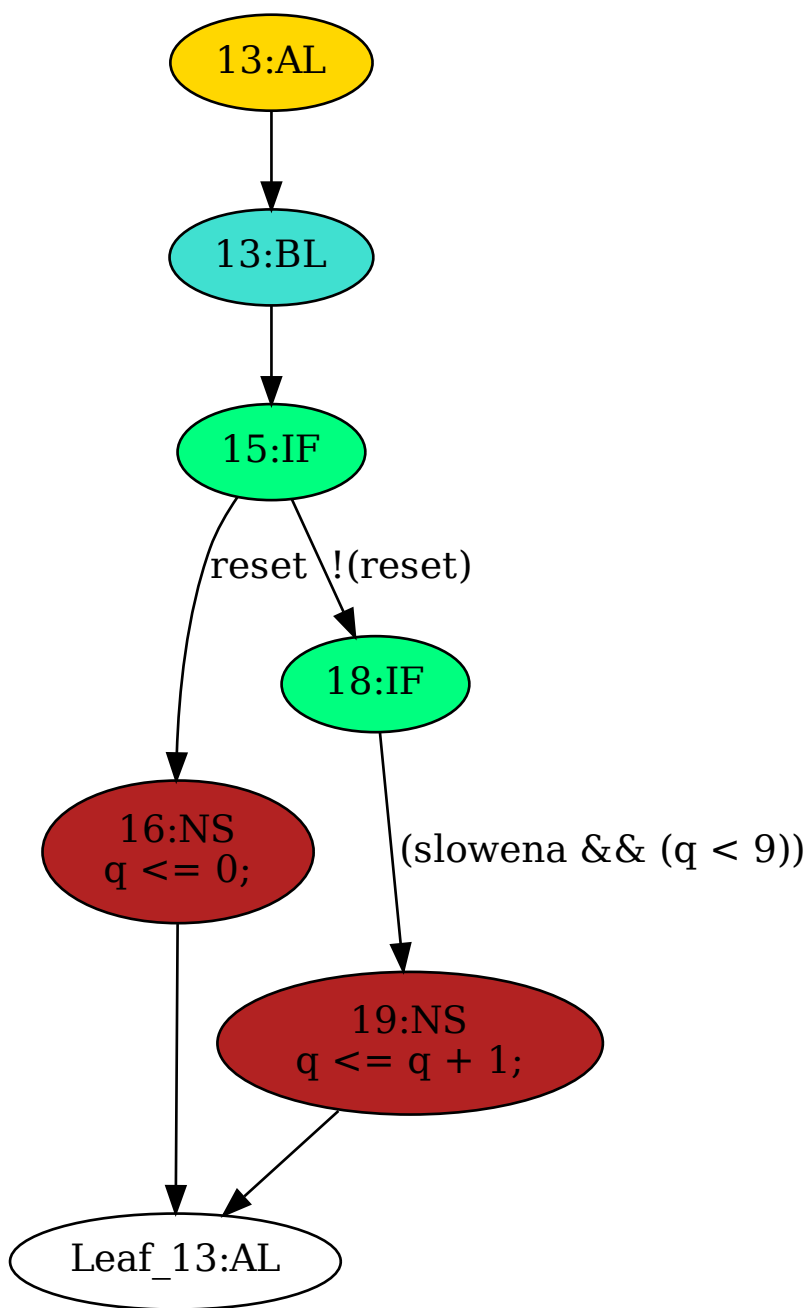 13:AL
13:BL
15:IF
reset
!(reset)
18:IF
16:NS
q <= 0;
(slowena && (q < 9))
19:NS
q <= q + 1;
Leaf_13:AL